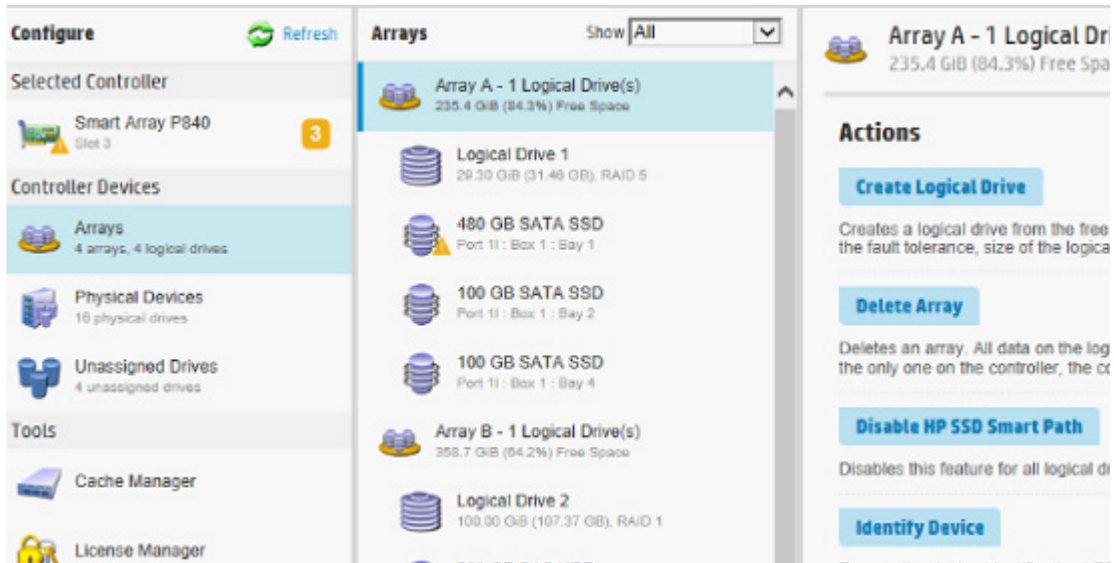 Configure
Refresh
Selected Controller
Smart Array P840
Slot 3
3
Controller Devices
Arrays
4 arrays, 4 logical drives
Physical Devices
16 physical drives
Unassigned Drives
4 unassigned drives
Tools
Cache Manager
License Manager
Arrays
Show All
Array A - 1 Logical Drive(s)
235.4 GiB (84.3%) Free Space
Logical Drive 1
29.30 GiB (31.46 GB), RAID 5
480 GB SATA SSD
Port 1I : Box 1 : Bay 1
100 GB SATA SSD
Port 1I : Box 1 : Bay 2
100 GB SATA SSD
Port 1I : Box 1 : Bay 4
Array B - 1 Logical Drive(s)
358.7 GiB (64.2%) Free Space
Logical Drive 2
100.00 GiB (107.37 GB), RAID 1
Array A - 1 Logical Dri
235.4 GiB (84.3%) Free Spa
Actions
Create Logical Drive
Creates a logical drive from the free
the fault tolerance, size of the logica
Delete Array
Deletes an array. All data on the log
the only one on the controller, the co
Disable HP SSD Smart Path
Disables this feature for all logical dr
Identify Device